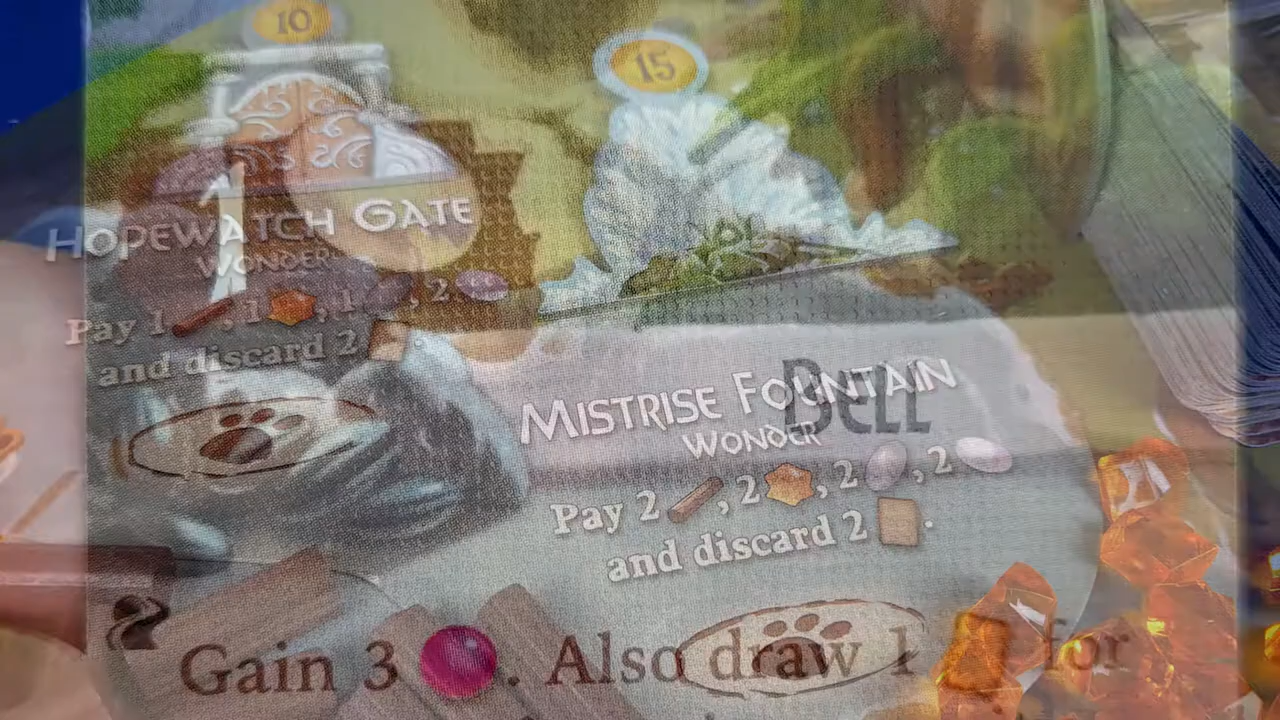 10
15
1
HOPEWATCH GATE
WONDER
Pay 1 , 1 , 1 , 2
and discard 2
BELL
MISTRISE FOUNTAIN
WONDER
Pay 2 , 2 , 2 , 2
and discard 2 .
Gain 3 . Also draw 1 for